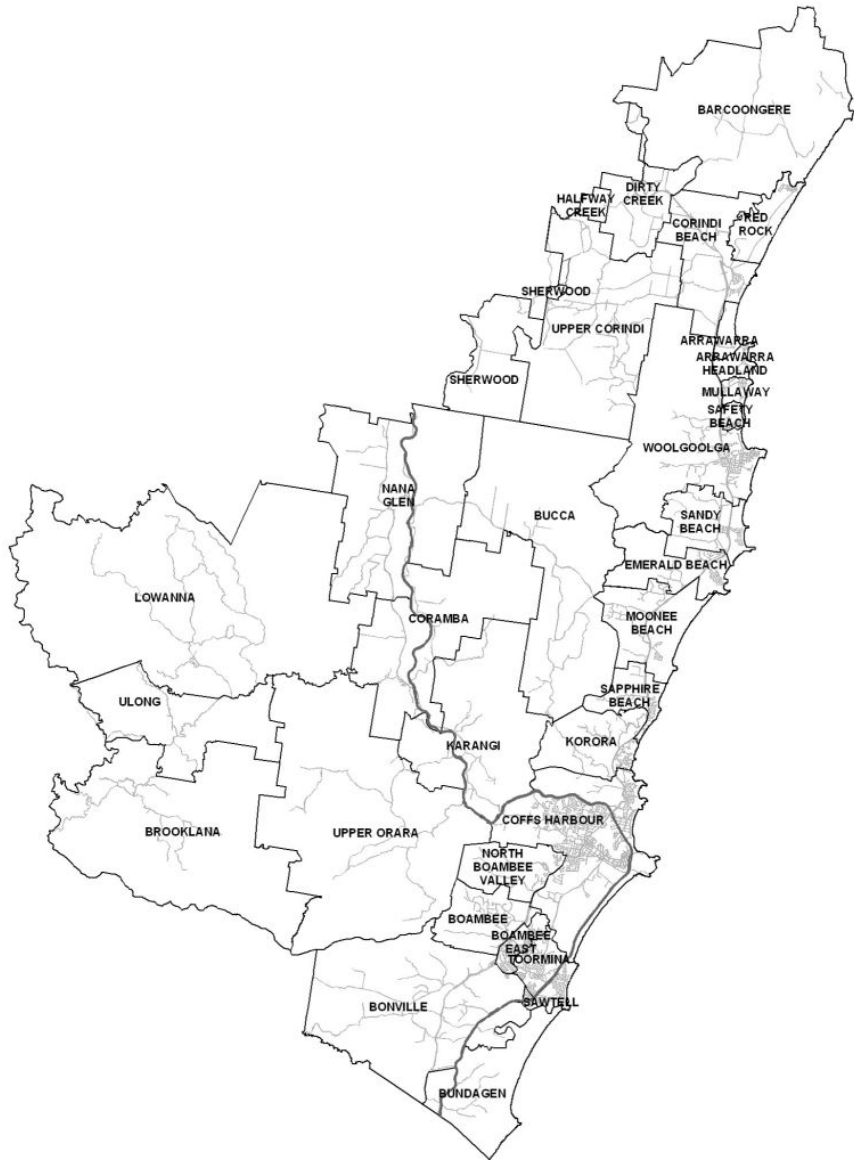 BARCOONGERE
DIRTY
CREEK
HALFWAY
CREEK
RED
ROCK
CORINDI
BEACH
SHERWOOD
UPPER CORINDI
ARRAWARRA
ARRAWARRA
HEADLAND
SHERWOOD
MULLAWAY
SAFETY
BEACH
WOOLGOOLGA
NANA
GLEN
BUCCA
SANDY
BEACH
EMERALD BEACH
LOWANNA
CORAMBA
MOONEE
BEACH
ULONG
SAPPHIRE
BEACH
KARANGI
KORORA
COFFS HARBOUR
BROOKLANA
UPPER ORARA
NORTH
BOAMBEE
VALLEY
BOAMBEE
BOAMBEE
EAST
TOORMINA
BONVILLE
SAWTELL
BUNDAGEN